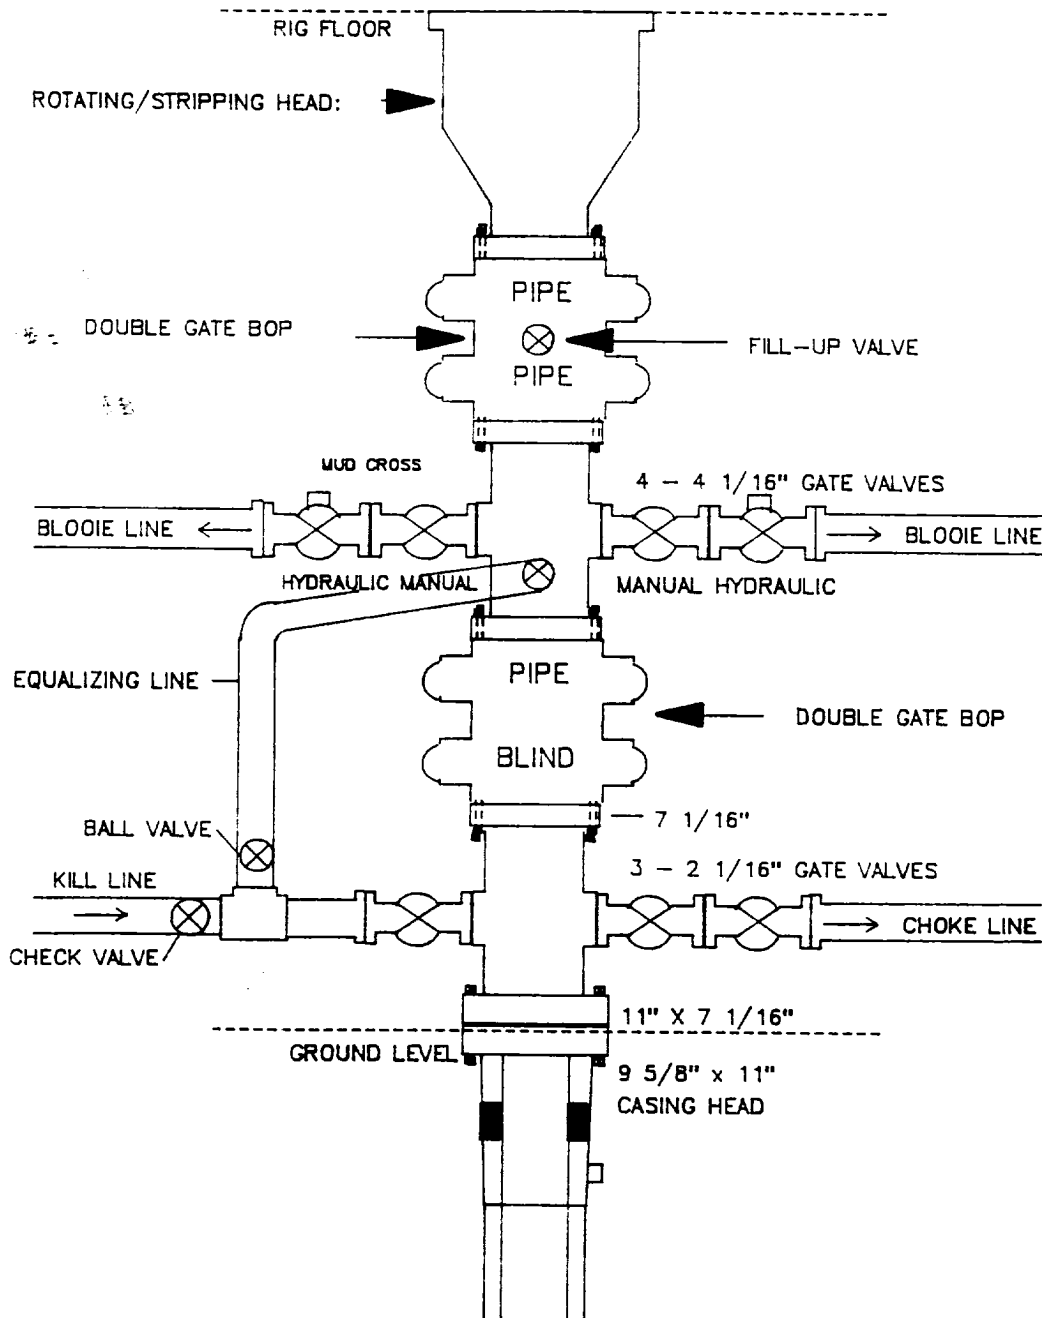 RIG FLOOR
ROTATING/STRIPPING HEAD:
PIPE
DOUBLE GATE BOP
FILL-UP VALVE
PIPE
MUD CROSS
4 - 4 1/16" GATE VALVES
BLOOIE LINE
BLOOIE LINE
HYDRAULIC MANUAL
MANUAL HYDRAULIC
EQUALIZING LINE
PIPE
DOUBLE GATE BOP
BLIND
7 1/16"
BALL VALVE
3 - 2 1/16" GATE VALVES
KILL LINE
CHOKE LINE
CHECK VALVE
11" X 7 1/16"
GROUND LEVEL
9 5/8" x 11"
CASING HEAD